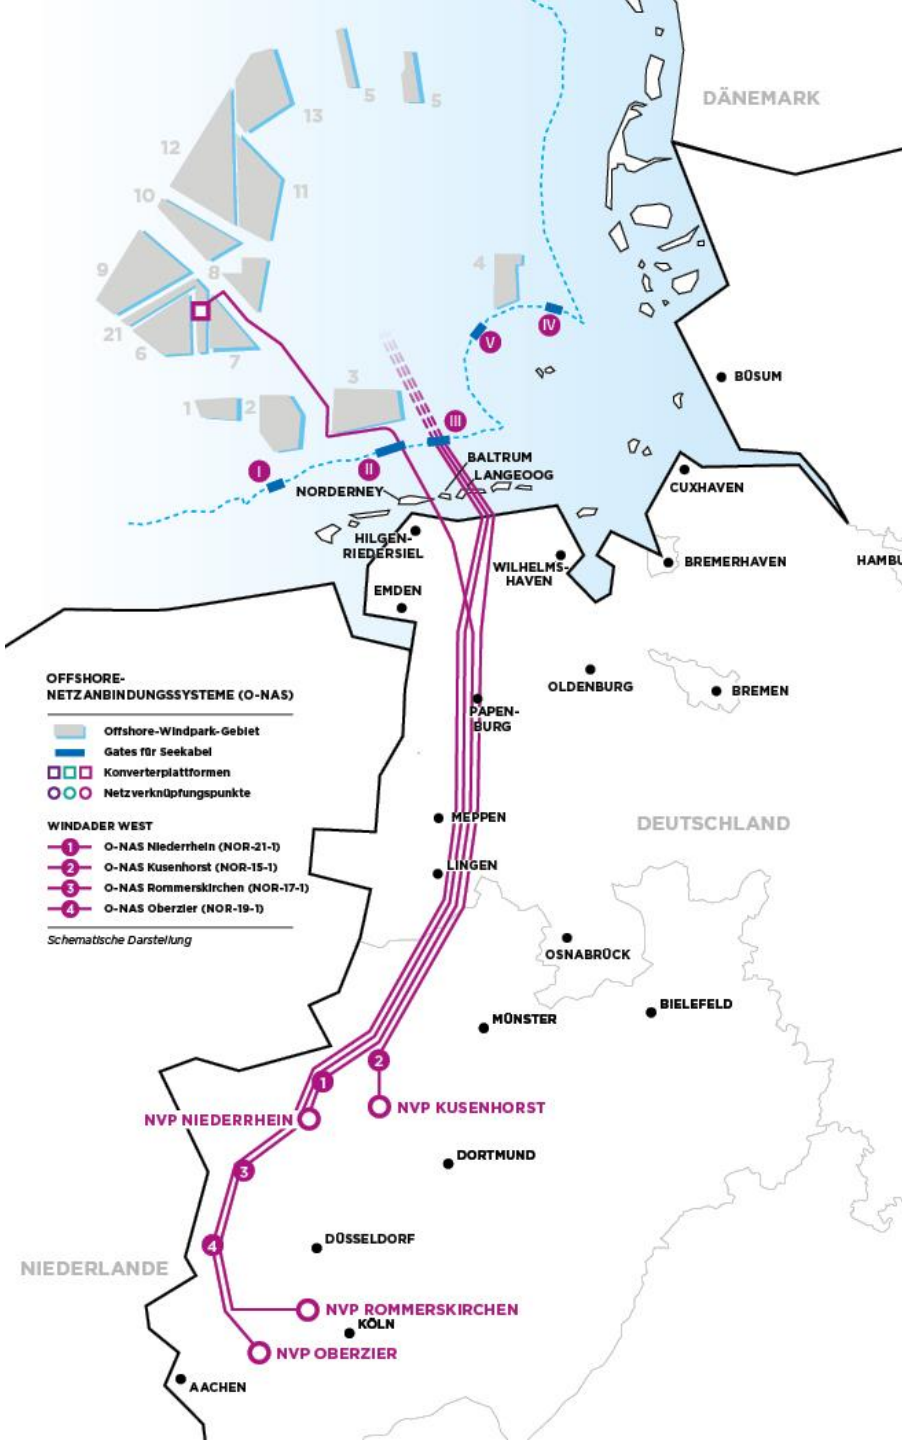 DÄNEMARK
5
5
13
12
11
10
9
8
4
21
6
7
IV
V
3
1
2
III
BÜSUM
I
II
BALTRUM
LANGEOOG
NORDERNEY
CUXHAVEN
HILGEN-
RIEDERSIEL
WILHELMS-
HAVEN
BREMERHAVEN
HAMBU
EMDEN
OLDENBURG
BREMEN
PAPEN-
BURG
OFFSHORE-
NETZANBINDUNGSSYSTEME (O-NAS)
Offshore-Windpark-Gebiet
Gates für Seekabel
Konverterplattformen
Netzverknüpfungspunkte
WINDADER WEST
1 O-NAS Niederrhein (NOR-21-1)
2 O-NAS Kusenhorst (NOR-15-1)
3 O-NAS Rommerskirchen (NOR-17-1)
4 O-NAS Oberzier (NOR-19-1)
Schematische Darstellung
MEPPEN
DEUTSCHLAND
LINGEN
OSNABRÜCK
BIELEFELD
MÜNSTER
2
1
NVP KUSENHORST
NVP NIEDERRHEIN
DORTMUND
3
4
DÜSSELDORF
NIEDERLANDE
NVP ROMMERSKIRCHEN
KÖLN
NVP OBERZIER
AACHEN